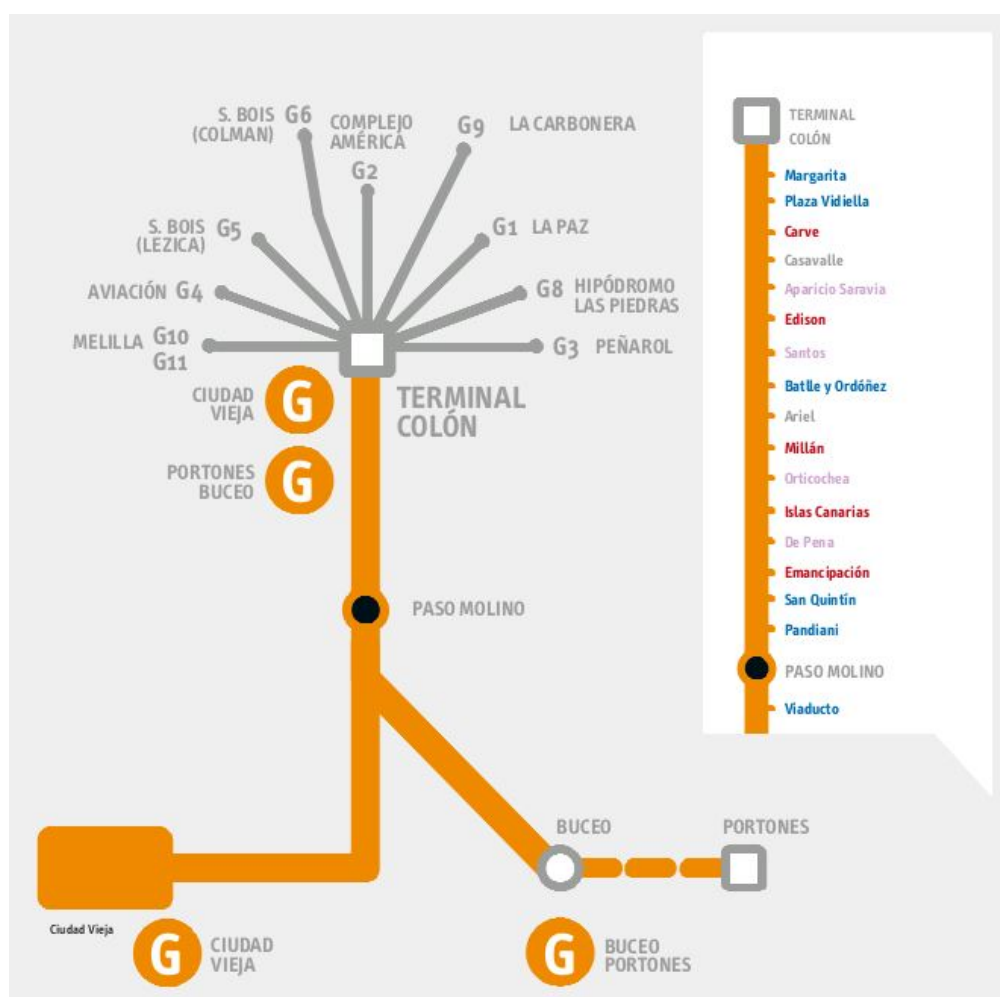 S. BOIS G6
(COLMAN)
COMPLEJO
AMÉRICA
G2
G9 LA CARBONERA
S. BOIS G5
(LEZICA)
G1 LA PAZ
AVIACIÓN G4
G8 HIPÓDROMO
LAS PIEDRAS
MELILLA G10
G11
G3 PEÑAROL
CIUDAD
VIEJA
G
TERMINAL
COLÓN
PORTONES
BUCEO
G
PASO MOLINO
BUCEO
PORTONES
Ciudad Vieja
G
CIUDAD
VIEJA
G
BUCEO
PORTONES
TERMINAL
COLÓN
Margarita
Plaza Vidiella
Carve
Casavalle
Aparicio Saravia
Edison
Santos
Batlle y Ordóñez
Ariel
Millán
Orticochea
Islas Canarias
De Pena
Emancipación
San Quintín
Pandiani
PASO MOLINO
Viaducto